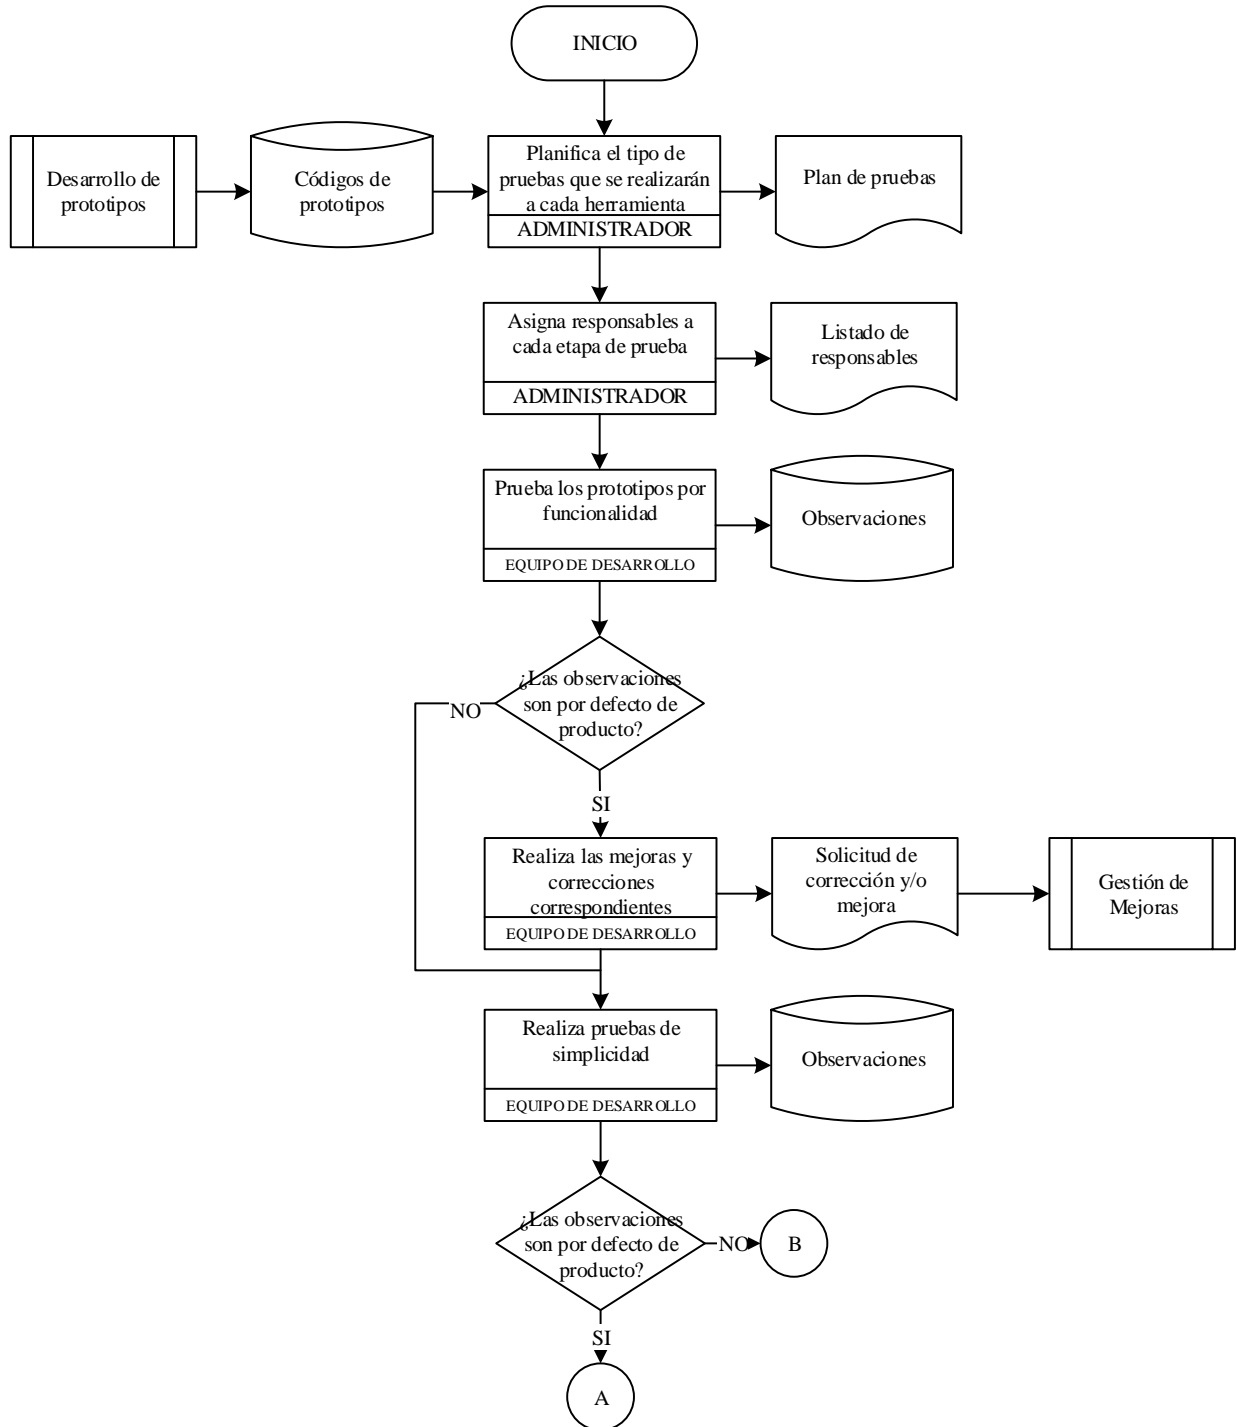 INICIO
Desarrollo de
prototipos
Códigos de
prototipos
Planifica el tipo de
pruebas que se realizarán
a cada herramienta
ADMINISTRADOR
Plan de pruebas
Asigna responsables a
cada etapa de prueba
ADMINISTRADOR
Listado de
responsables
Prueba los prototipos por
funcionalidad
EQUIPO DE DESARROLLO
Observaciones
¿Las observaciones
son por defecto de
producto?
NO
SI
Realiza las mejoras y
correcciones
correspondientes
EQUIPO DE DESARROLLO
Solicitud de
corrección y/o
mejora
Gestión de
Mejoras
Realiza pruebas de
simplicidad
EQUIPO DE DESARROLLO
Observaciones
¿Las observaciones
son por defecto de
producto?
NO
B
SI
A